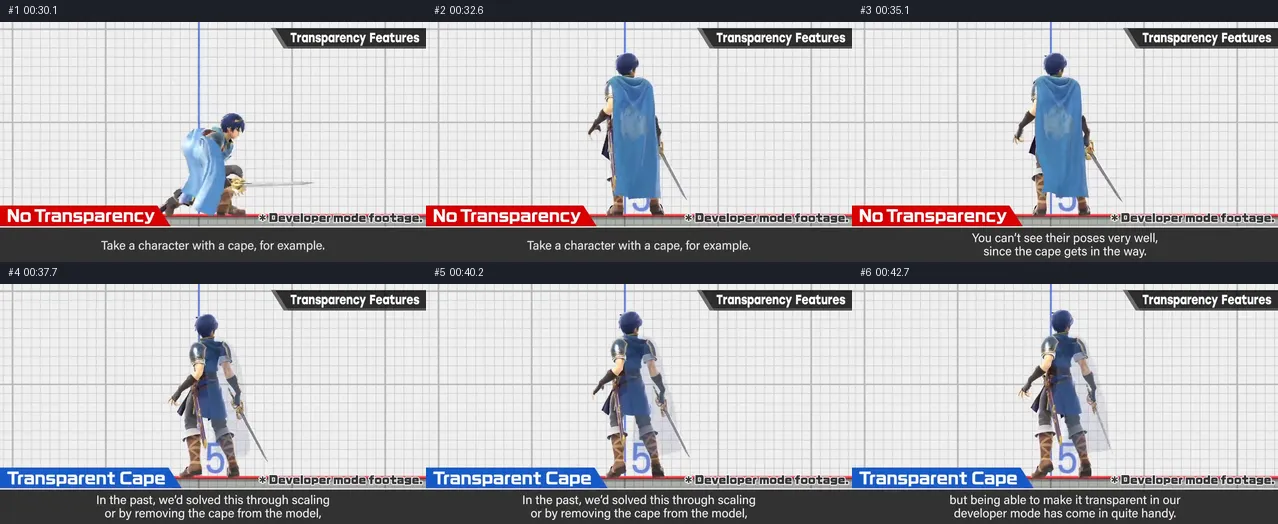 #1 00:30.1
Transparency Features
No Transparency
* Developer mode footage.
Take a character with a cape, for example.
#2 00:32.6
Transparency Features
5
No Transparency
* Developer mode footage.
Take a character with a cape, for example.
#3 00:35.1
Transparency Features
5
No Transparency
* Developer mode footage.
You can't see their poses very well,
since the cape gets in the way.
#4 00:37.7
Transparency Features
5
Transparent Cape
* Developer mode footage.
In the past, we'd solved this through scaling
or by removing the cape from the model,
#5 00:40.2
Transparency Features
5
Transparent Cape
* Developer mode footage.
In the past, we'd solved this through scaling
or by removing the cape from the model,
#6 00:42.7
Transparency Features
5
Transparent Cape
* Developer mode footage.
but being able to make it transparent in our
developer mode has come in quite handy.